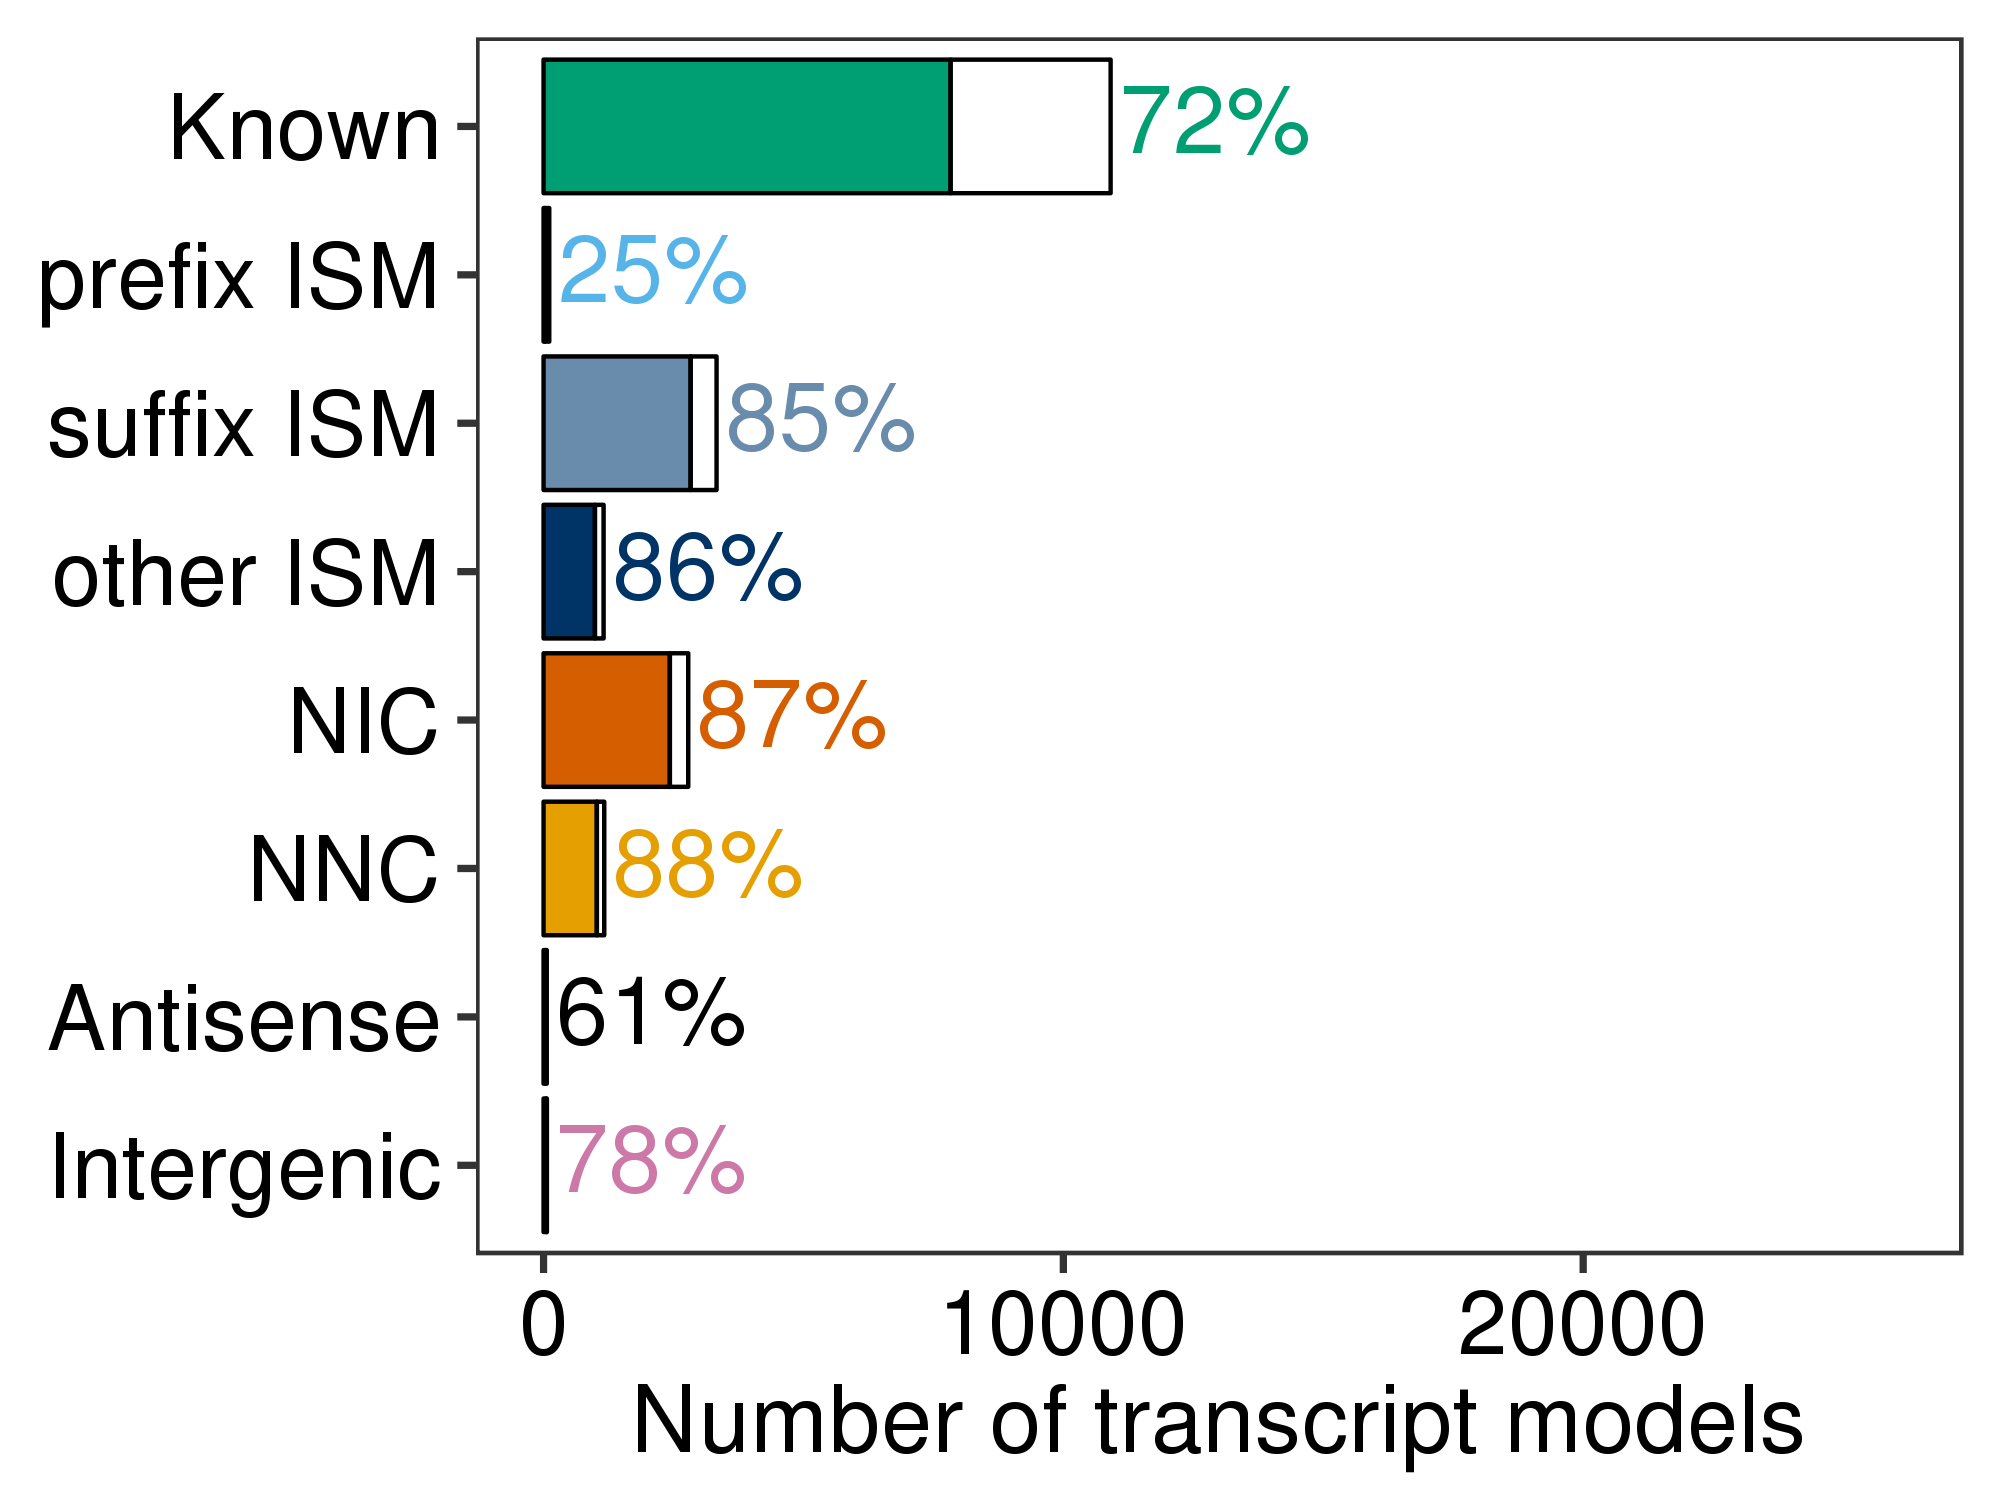 Known 72%
prefix ISM 25%
suffix ISM 85%
other ISM 86%
NIC 87%
NNC 88%
Antisense 61%
Intergenic 78%
0 10000 20000
Number of transcript models